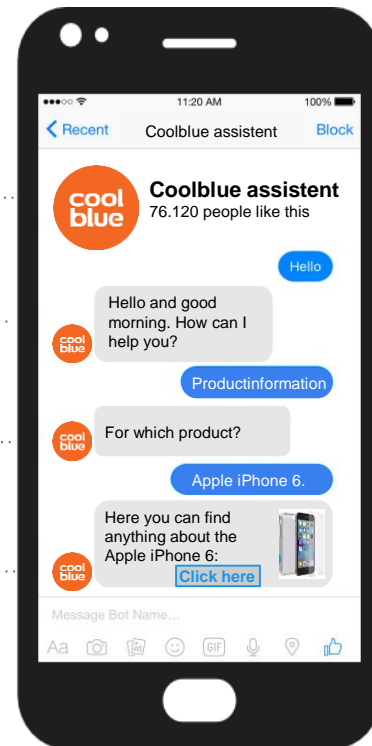 11:20 AM
100%
Recent
Coolblue assistent
Block
cool
blue
Coolblue assistent
76.120 people like this
Hello
Hello and good
morning. How can I
help you?
cool
blue
Productinformation
For which product?
cool
blue
Apple iPhone 6.
Here you can find
anything about the
Apple iPhone 6:
Click here
cool
blue
Message Bot Name...
Aa
GIF